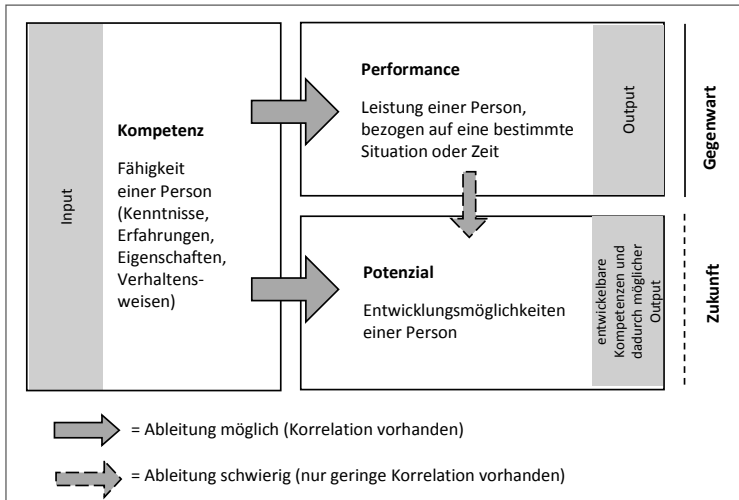 Input
Kompetenz
Fähigkeit
einer Person
(Kenntnisse,
Erfahrungen,
Eigenschaften,
Verhaltens-
weisen)
Performance
Leistung einer Person,
bezogen auf eine bestimmte
Situation oder Zeit
Output
Gegenwart
Potenzial
Entwicklungsmöglichkeiten
einer Person
entwickelbare
Kompetenzen und
dadurch möglicher
Output
Zukunft
= Ableitung möglich (Korrelation vorhanden)
= Ableitung schwierig (nur geringe Korrelation vorhanden)